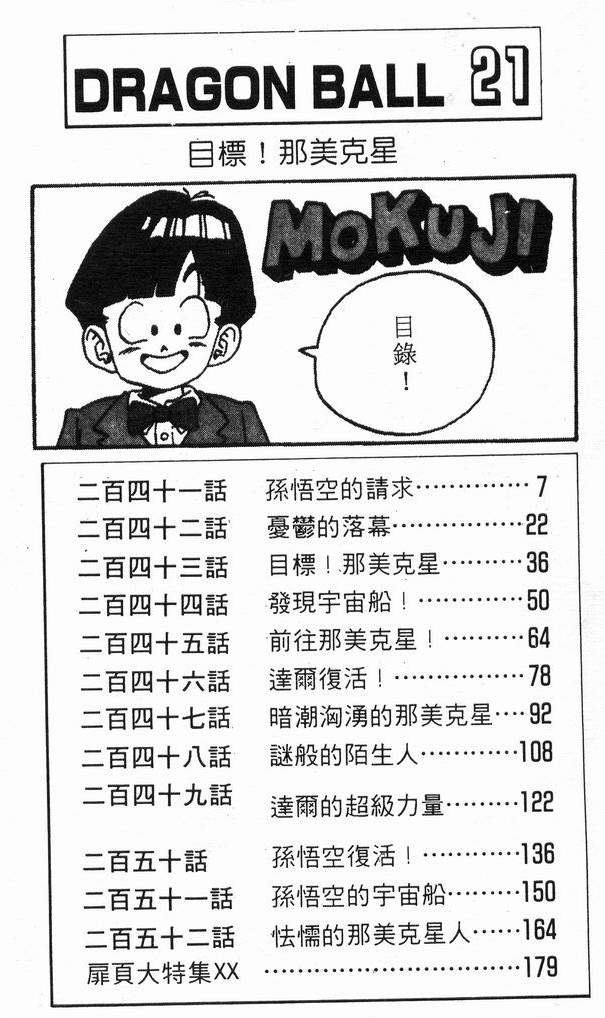 DRAGON BALL 21
目標！那美克星
MOKUJI
目錄！
二百四十一話 孫悟空的請求‥‥‥‥‥‥‥ 7
二百四十二話 憂鬱的落幕‥‥‥‥‥‥‥‥22
二百四十三話 目標！那美克星‥‥‥‥‥36
二百四十四話 發現宇宙船！‥‥‥‥‥‥50
二百四十五話 前往那美克星！‥‥‥‥‥64
二百四十六話 達爾復活！‥‥‥‥‥‥‥78
二百四十七話 暗潮洶湧的那美克星‥‥92
二百四十八話 謎般的陌生人‥‥‥‥‥‥108
二百四十九話 達爾的超級力量‥‥‥‥‥122
二百五十話 孫悟空復活！‥‥‥‥‥‥136
二百五十一話 孫悟空的宇宙船‥‥‥‥‥150
二百五十二話 怯懦的那美克星人‥‥‥164
扉頁大特集XX ‥‥‥‥‥‥‥‥‥‥‥‥‥179